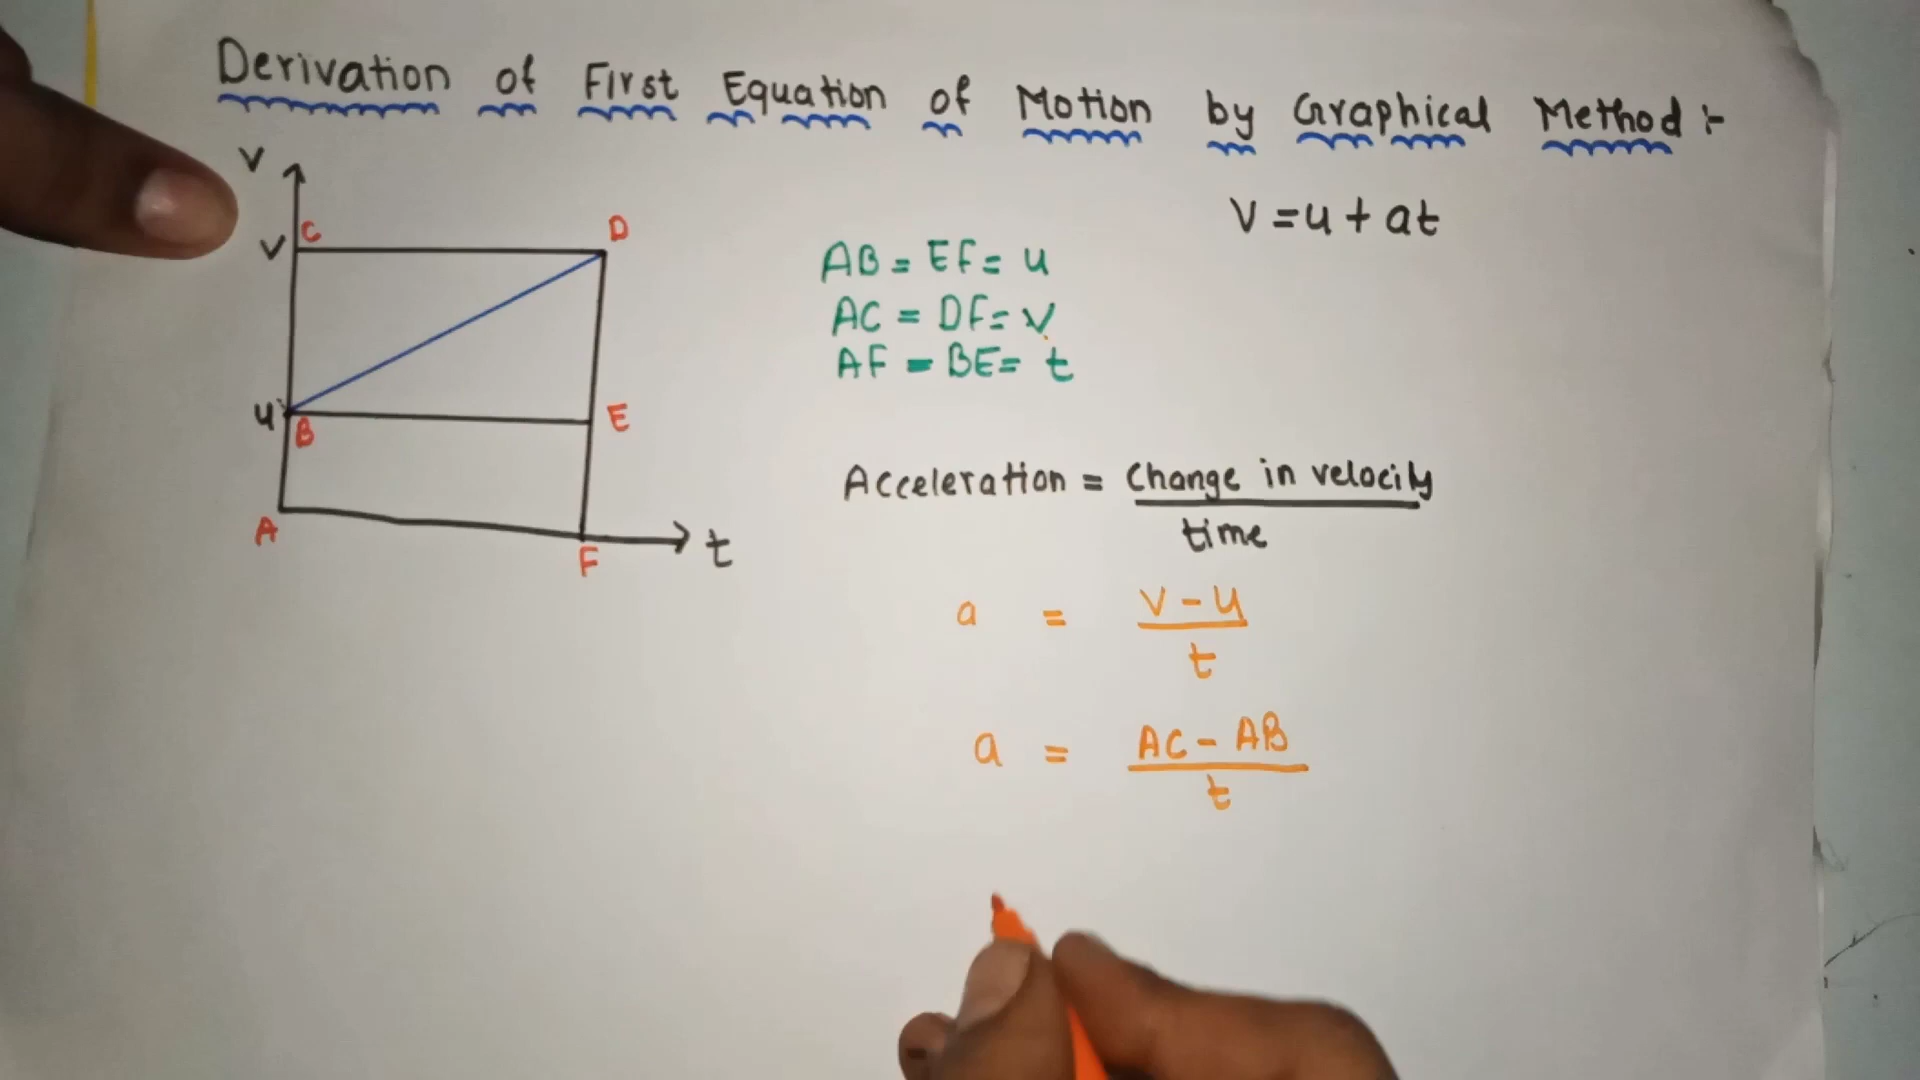 Derivation of First Equation of Motion by Graphical Method :-
V
V = u + at
C
D
V
AB = EF = u
AC = DF = V
AF = BE = t
u
B
E
Acceleration = Change in velocity
time
A
F
t
a = V - u
t
a = AC - AB
t